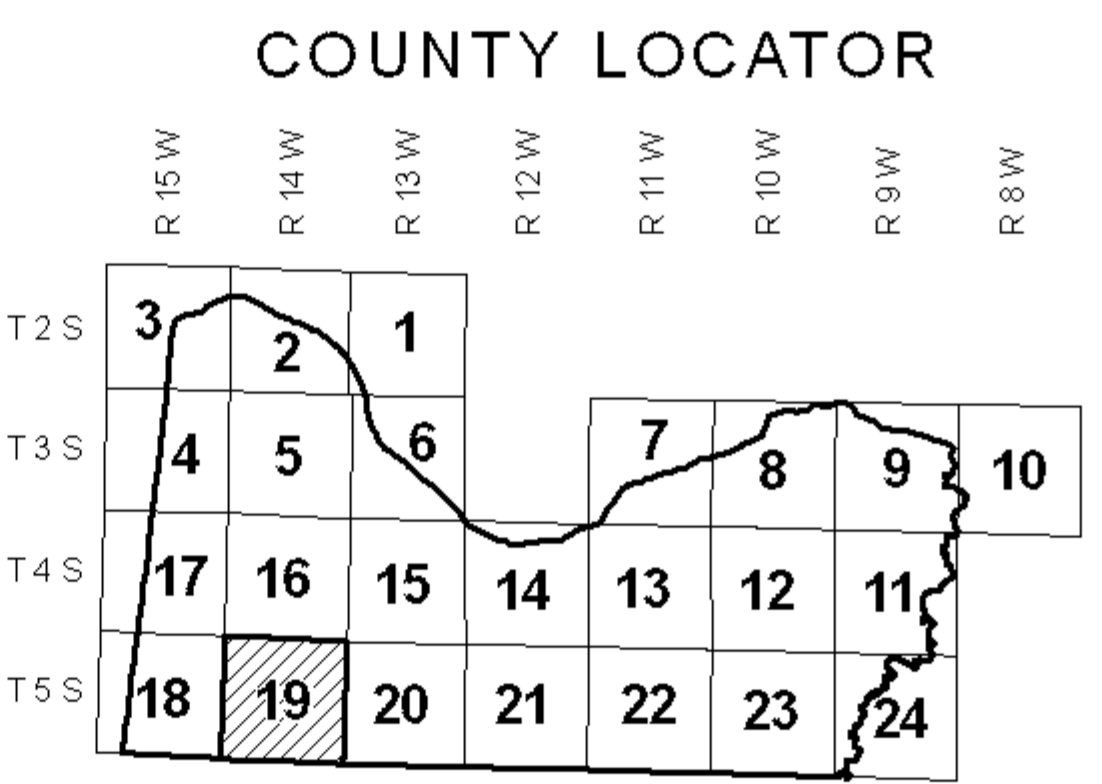 COUNTY LOCATOR
R 15 W R 14 W R 13 W R 12 W R 11 W R 10 W R 9 W R 8 W
T 2 S 3 2 1
T 3 S 4 5 6 7 8 9 10
T 4 S 17 16 15 14 13 12 11
T 5 S 18 19 20 21 22 23 24